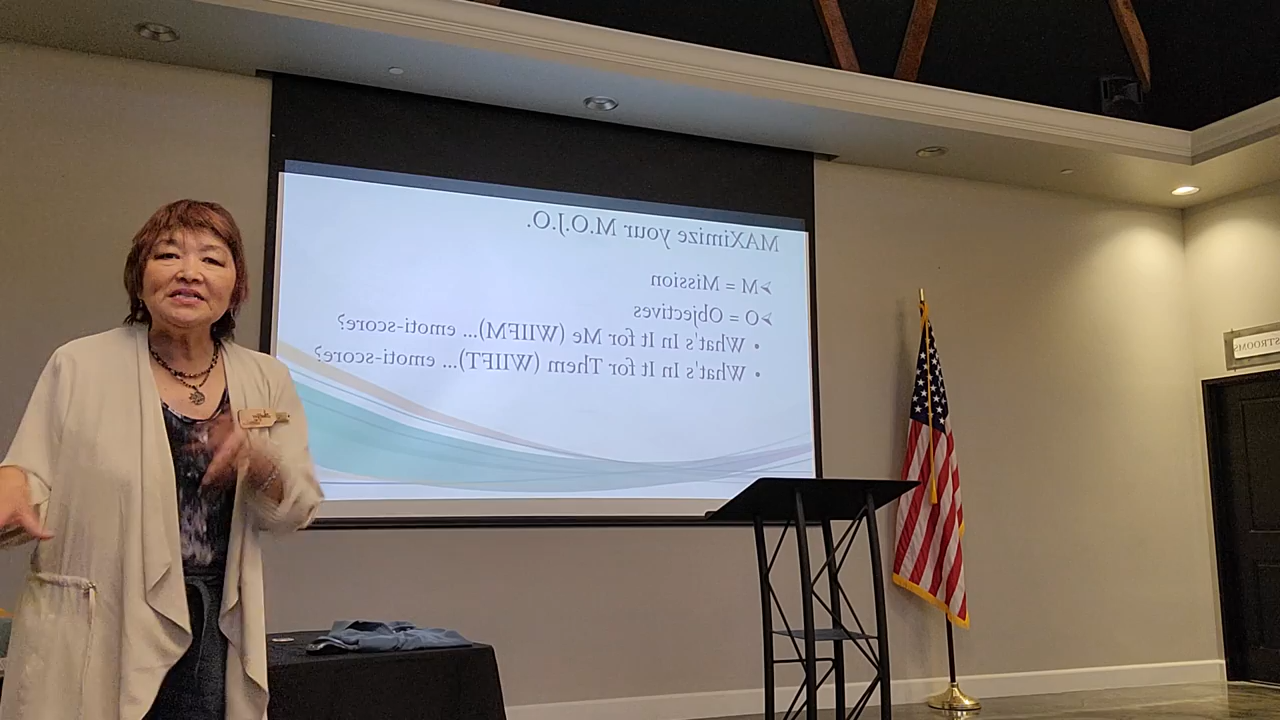 MAXimize your M.O.J.O.
➢M = Mission
➢O = Objectives
• What's In It for Me (WIIFM)... emoti-score?
• What's In It for Them (WIIFT)... emoti-score?
STROOMS